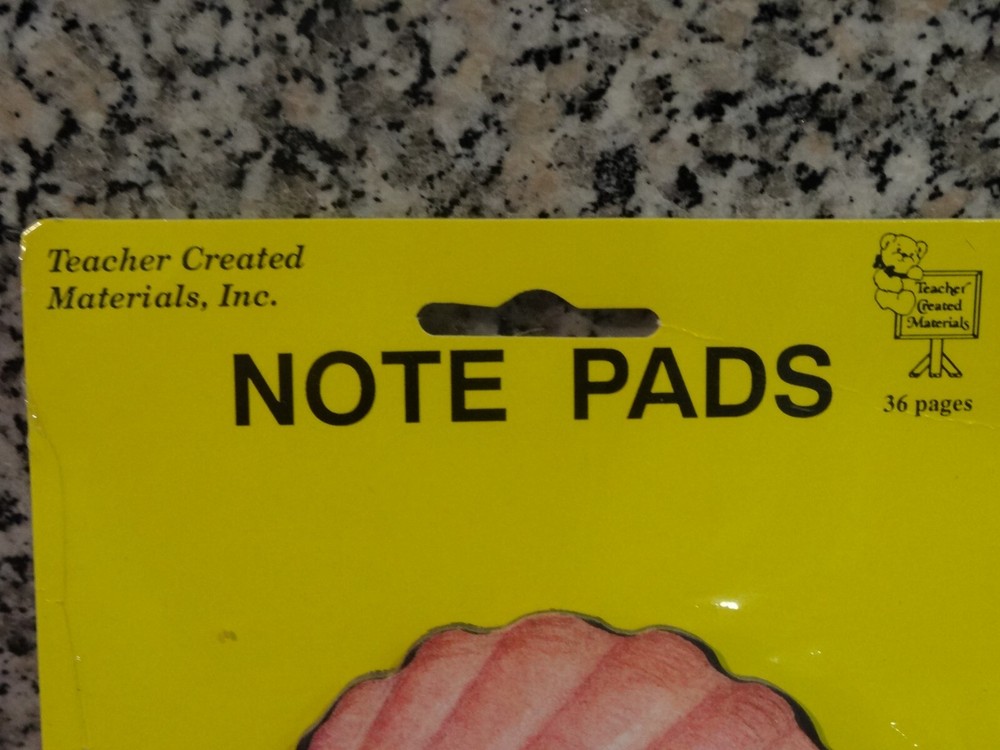 Teacher Created
Materials, Inc.
NOTE PADS
Teacher
Created
Materials
36 pages